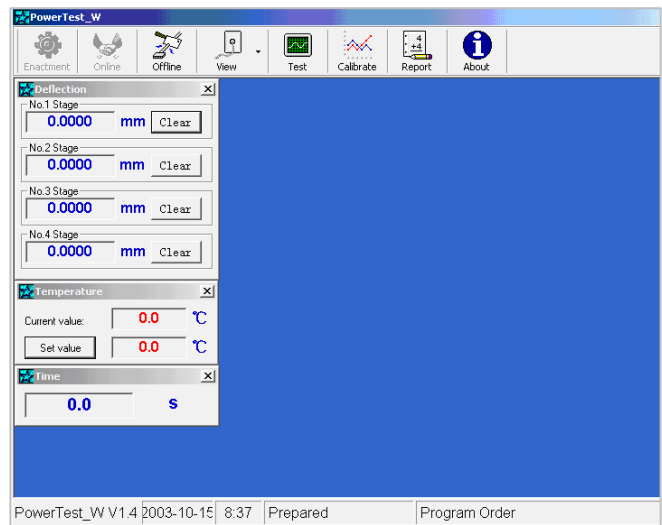 PowerTest_W
Enactment Online Offline View Test Calibrate Report About
Deflection
No.1 Stage
0.0000 mm Clear
No.2 Stage
0.0000 mm Clear
No.3 Stage
0.0000 mm Clear
No.4 Stage
0.0000 mm Clear
Temperature
Current value: 0.0 ℃
Set value 0.0 ℃
Time
0.0 s
PowerTest_W V1.4 2003-10-15 8:37 Prepared Program Order